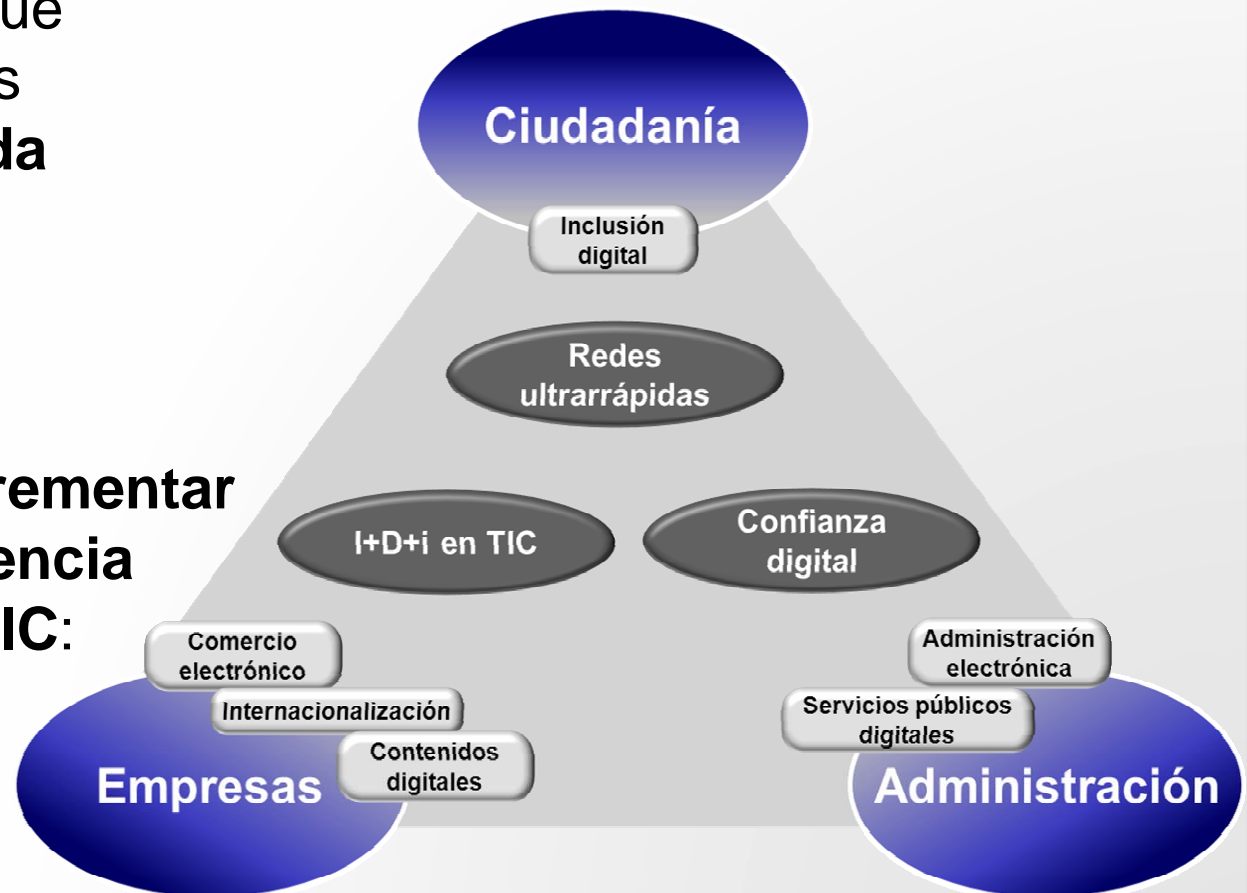 ue
s
da
rementar
encia
IC:
Ciudadanía
Inclusión
digital
Redes
ultrarrápidas
I+D+i en TIC
Confianza
digital
Comercio
electrónico
Internacionalización
Contenidos
digitales
Empresas
Administración
electrónica
Servicios públicos
digitales
Administración